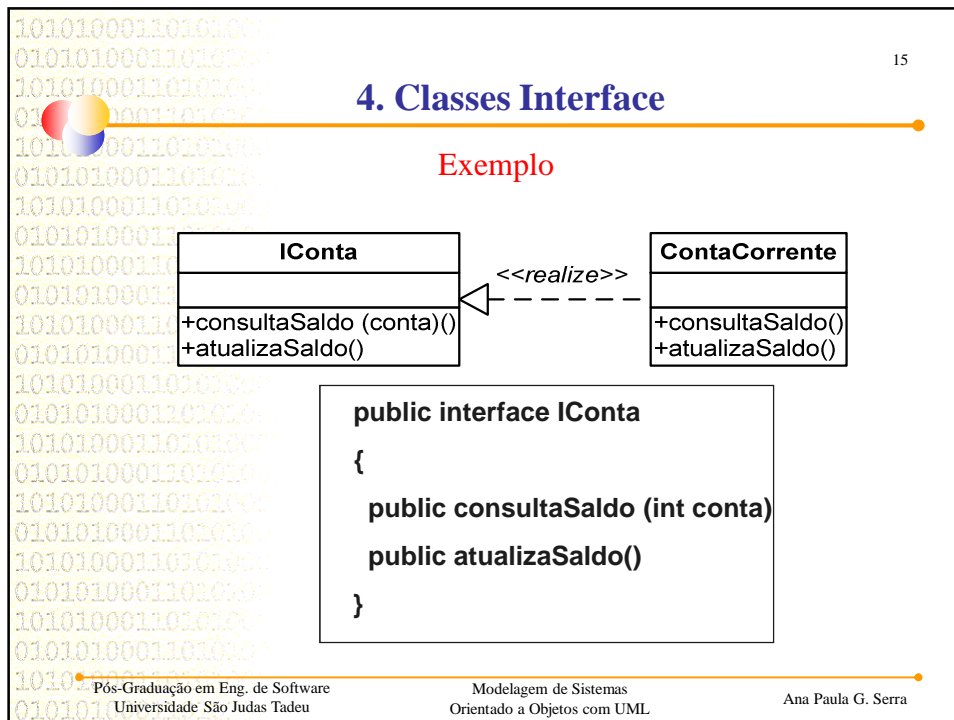 15
4. Classes Interface
Exemplo
IConta
+consultaSaldo (conta)()
+atualizaSaldo()
<<realize>>
ContaCorrente
+consultaSaldo()
+atualizaSaldo()
public interface IConta
{
public consultaSaldo (int conta)
public atualizaSaldo()
}
Pós-Graduação em Eng. de Software
Universidade São Judas Tadeu
Modelagem de Sistemas
Orientado a Objetos com UML
Ana Paula G. Serra